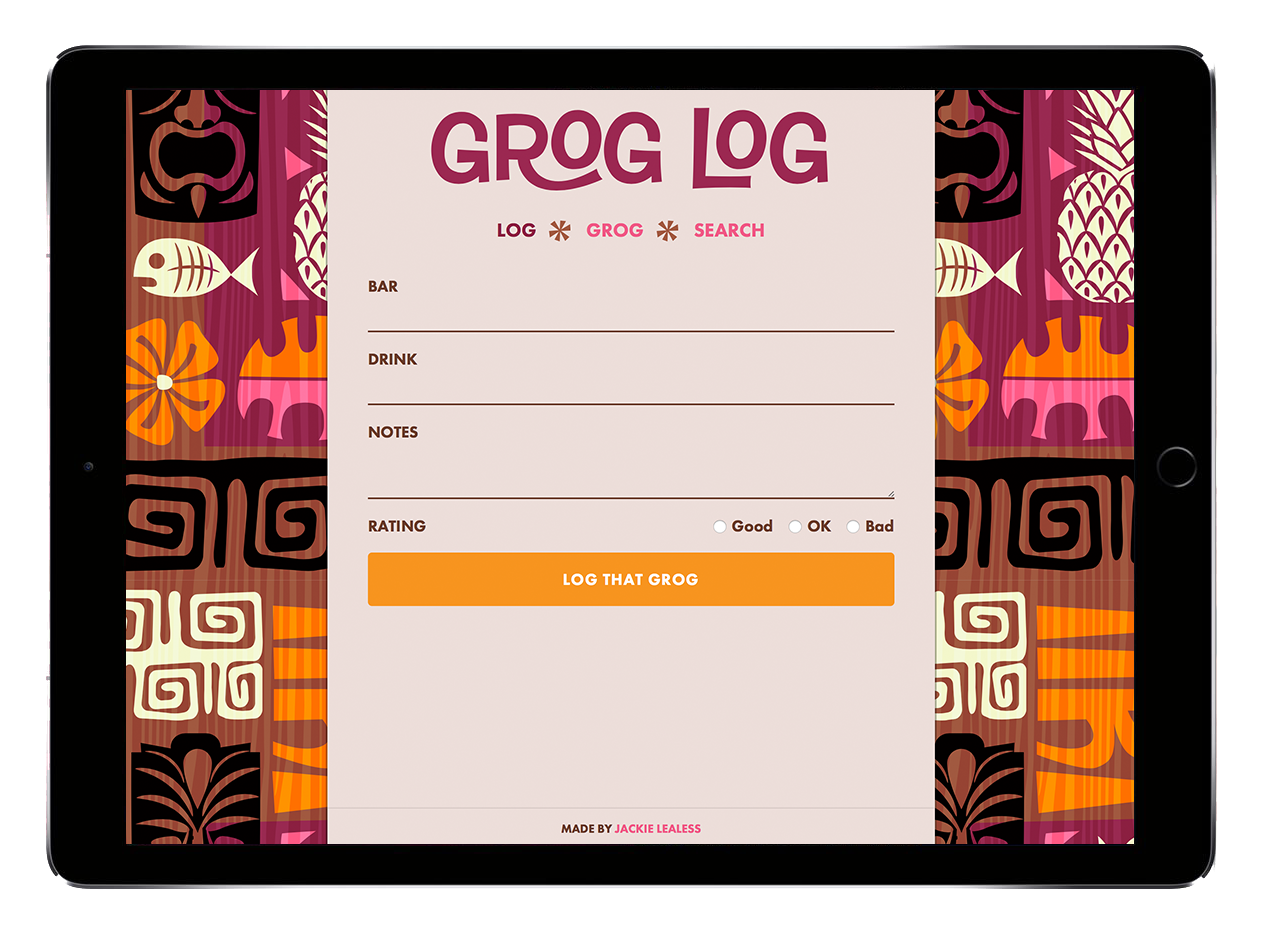 GROG LOG
LOG GROG SEARCH
BAR
DRINK
NOTES
RATING Good OK Bad
LOG THAT GROG
MADE BY JACKIE LEALESS